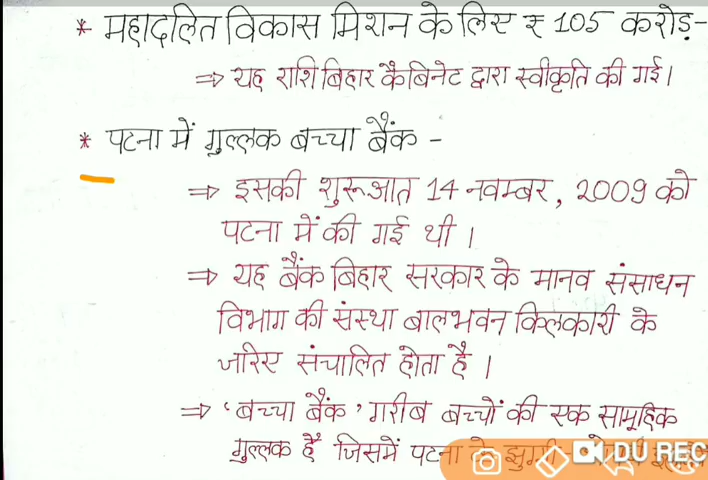 * महादलित विकास मिशन के लिए ₹ 105 करोड़-
⇒ यह राशि बिहार कैबिनेट द्वारा स्वीकृति की गई।
* पटना में गुल्लक बच्चा बैंक -
⇒ इसकी शुरूआत 14 नवम्बर, 2009 को
पटना में की गई थी ।
⇒ यह बैंक बिहार सरकार के मानव संसाधन
विभाग की संस्था बालभवन किलकारी के
जरिए संचालित होता है ।
⇒ 'बच्चा बैंक' गरीब बच्चों की एक सामूहिक
गुल्लक है जिसमें पटना के झुग्गी-
DU REC